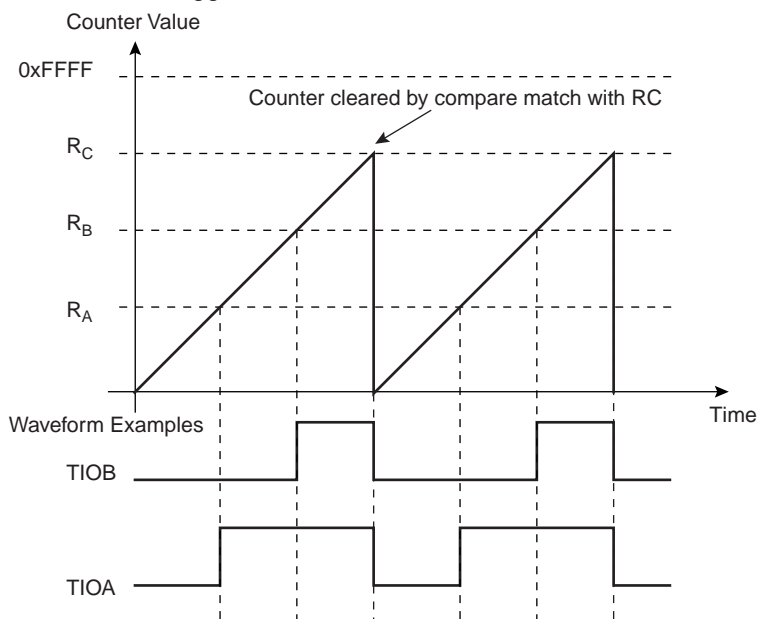 Counter Value
0xFFFF
Counter cleared by compare match with RC
RC
RB
RA
Time
Waveform Examples
TIOB
TIOA